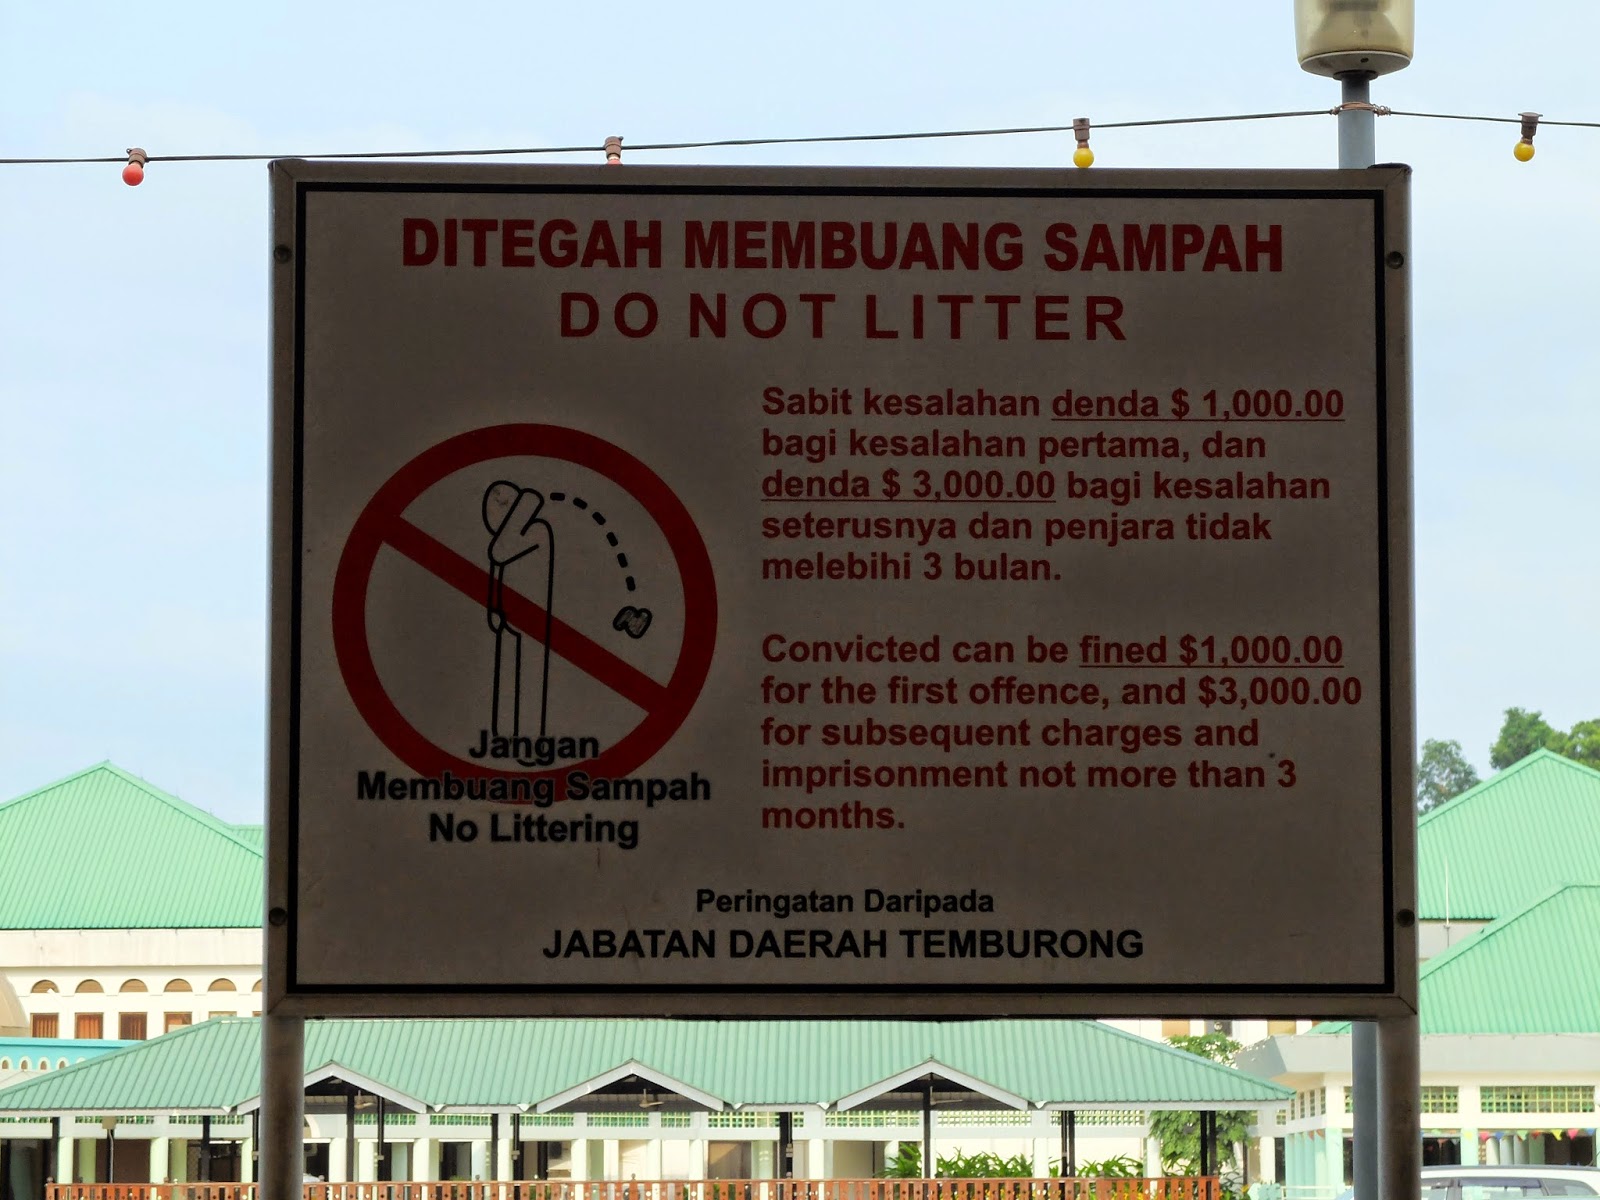 DITEGAH MEMBUANG SAMPAH
DO NOT LITTER
Jangan
Membuang Sampah
No Littering
Sabit kesalahan denda $ 1,000.00
bagi kesalahan pertama, dan
denda $ 3,000.00 bagi kesalahan
seterusnya dan penjara tidak
melebihi 3 bulan.
Convicted can be fined $1,000.00
for the first offence, and $3,000.00
for subsequent charges and
imprisonment not more than 3
months.
Peringatan Daripada
JABATAN DAERAH TEMBURONG